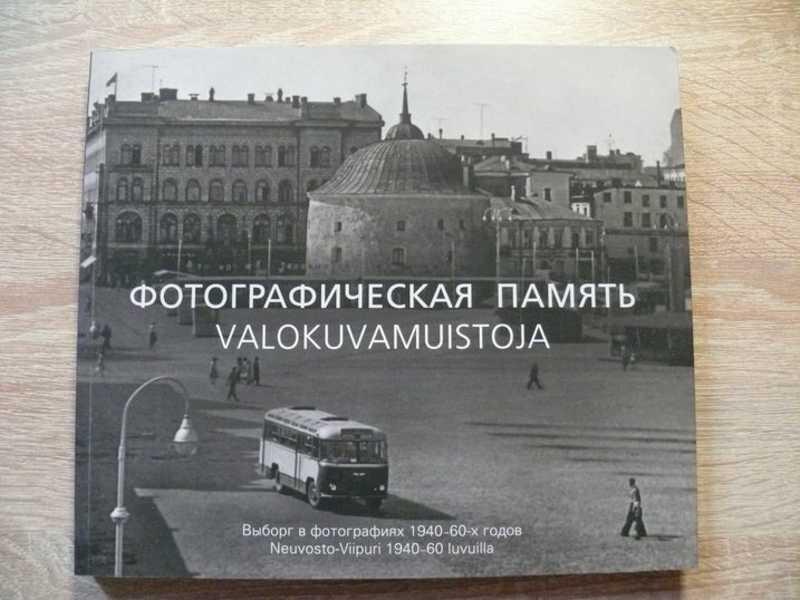 ФОТОГРАФИЧЕСКАЯ ПАМЯТЬ
VALOKUVAMUISTOJA
Выборг в фотографиях 1940-60-х годов
Neuvosto-Viipuri 1940-60 luvuilla